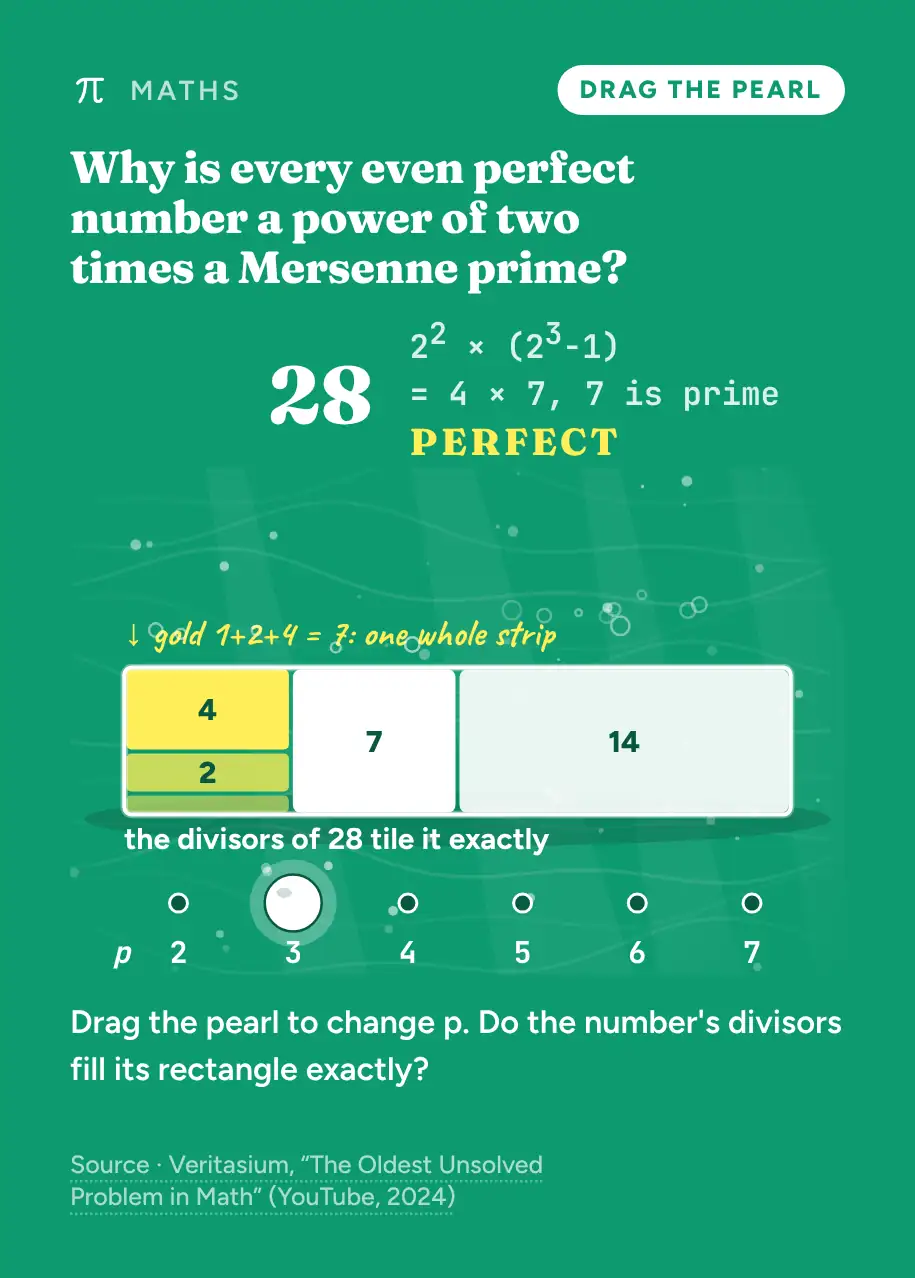 π MATHS
DRAG THE PEARL
Why is every even perfect
number a power of two
times a Mersenne prime?
28
2² × (2³-1)
= 4 × 7, 7 is prime
PERFECT
↓ gold 1+2+4 = 7: one whole strip
4
2
7
14
the divisors of 28 tile it exactly
p 2 3 4 5 6 7
Drag the pearl to change p. Do the number's divisors
fill its rectangle exactly?
Source · Veritasium, “The Oldest Unsolved
Problem in Math” (YouTube, 2024)